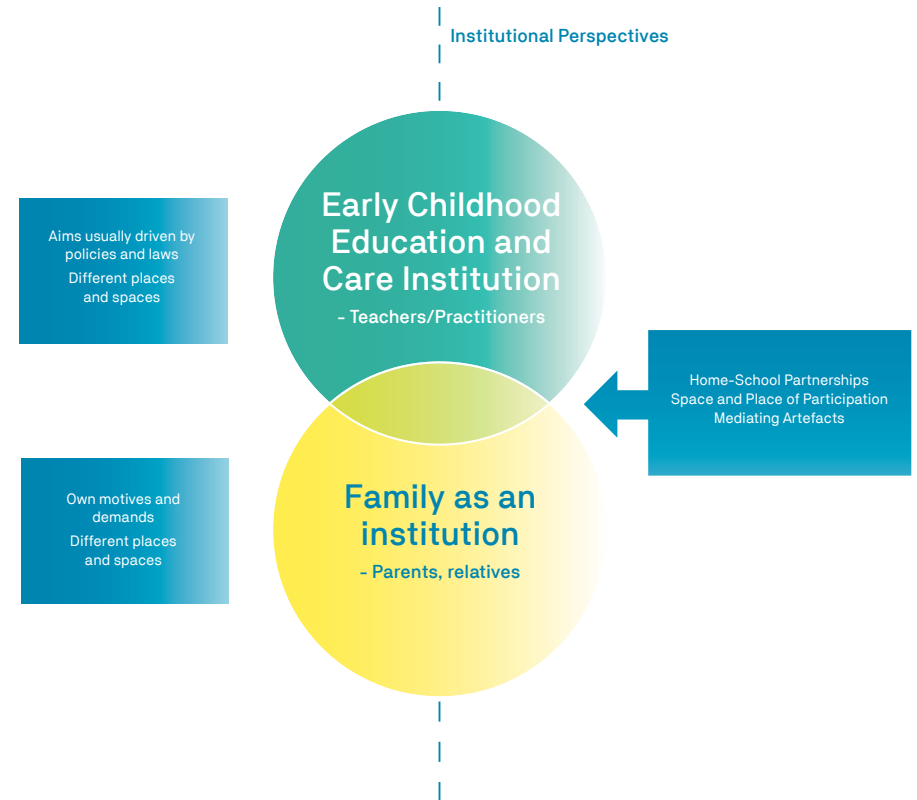 Institutional Perspectives
Early Childhood
Education and
Care Institution
- Teachers/Practitioners
Aims usually driven by
policies and laws
Different places
and spaces
Home-School Partnerships
Space and Place of Participation
Mediating Artefacts
Own motives and
demands
Different places
and spaces
Family as an
institution
- Parents, relatives